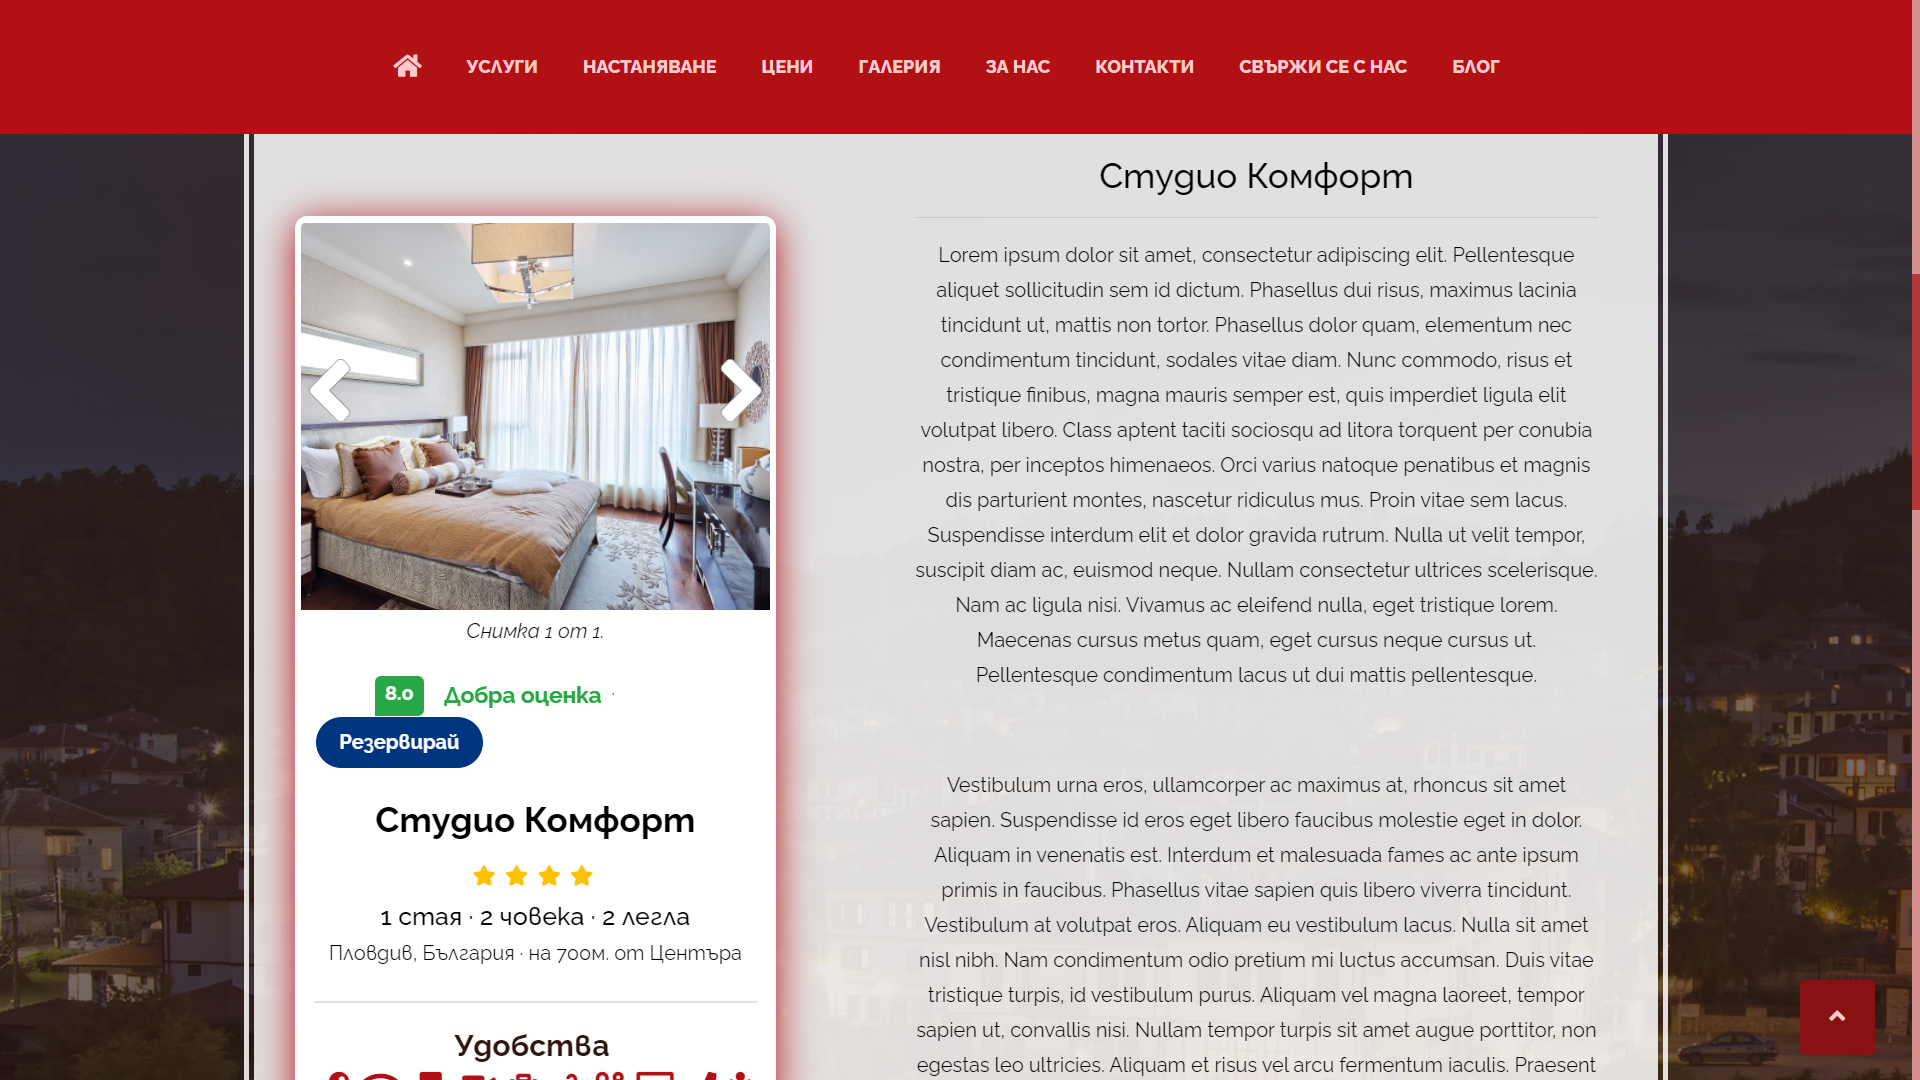 УСЛУГИ НАСТАНЯВАНЕ ЦЕНИ ГАЛЕРИЯ ЗА НАС КОНТАКТИ СВЪРЖИ СЕ С НАС БЛОГ
Снимка 1 от 1.
8.0 Добра оценка ·
Резервирай
Студио Комфорт
1 стая · 2 човека · 2 легла
Пловдив, България · на 700м. от Центъра
Удобства
Студио Комфорт
Lorem ipsum dolor sit amet, consectetur adipiscing elit. Pellentesque
aliquet sollicitudin sem id dictum. Phasellus dui risus, maximus lacinia
tincidunt ut, mattis non tortor. Phasellus dolor quam, elementum nec
condimentum tincidunt, sodales vitae diam. Nunc commodo, risus et
tristique finibus, magna mauris semper est, quis imperdiet ligula elit
volutpat libero. Class aptent taciti sociosqu ad litora torquent per conubia
nostra, per inceptos himenaeos. Orci varius natoque penatibus et magnis
dis parturient montes, nascetur ridiculus mus. Proin vitae sem lacus.
Suspendisse interdum elit et dolor gravida rutrum. Nulla ut velit tempor,
suscipit diam ac, euismod neque. Nullam consectetur ultrices scelerisque.
Nam ac ligula nisi. Vivamus ac eleifend nulla, eget tristique lorem.
Maecenas cursus metus quam, eget cursus neque cursus ut.
Pellentesque condimentum lacus ut dui mattis pellentesque.
Vestibulum urna eros, ullamcorper ac maximus at, rhoncus sit amet
sapien. Suspendisse id eros eget libero faucibus molestie eget in dolor.
Aliquam in venenatis est. Interdum et malesuada fames ac ante ipsum
primis in faucibus. Phasellus vitae sapien quis libero viverra tincidunt.
Vestibulum at volutpat eros. Aliquam eu vestibulum lacus. Nulla sit amet
nisl nibh. Nam condimentum odio pretium mi luctus accumsan. Duis vitae
tristique turpis, id vestibulum purus. Aliquam vel magna laoreet, tempor
sapien ut, convallis nisi. Nullam tempor turpis sit amet augue porttitor, non
egestas leo ultricies. Aliquam et risus vel arcu fermentum iaculis. Praesent